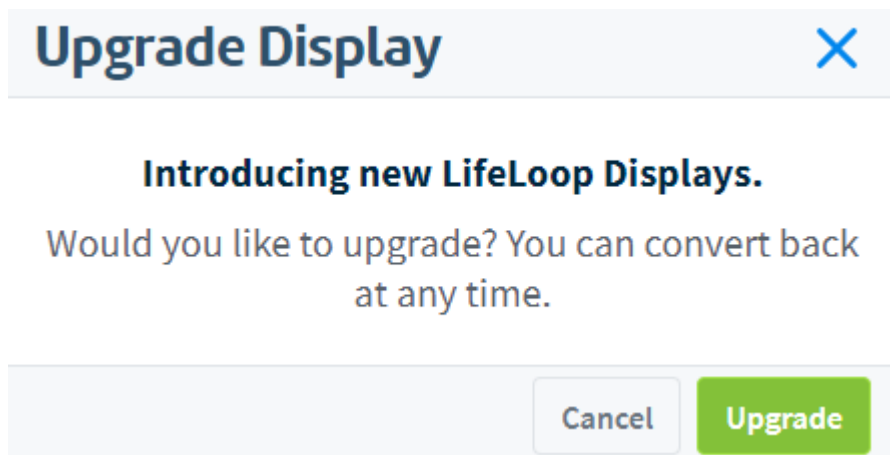 Upgrade Display
Introducing new LifeLoop Displays.
Would you like to upgrade? You can convert back
at any time.
Cancel
Upgrade